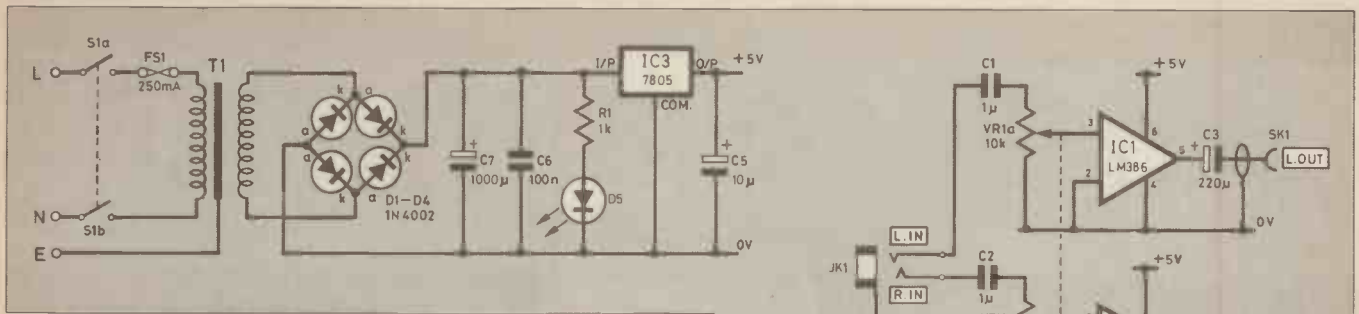 S1a
FS1
250mA
T1
L
N
E
S1b
k
a
a
k
a
k
k
a
D1-D4
1N4002
+
C7
1000µ
C6
100n
R1
1k
D5
I/P
IC3
7805
O/P
COM.
+5V
+
C5
10µ
0V
C1
1µ
VR1a
10k
+5V
3
6
IC1
LM386
2
4
5
+
C3
220µ
SK1
L.OUT
0V
JK1
L.IN
R.IN
C2
1µ
+5V